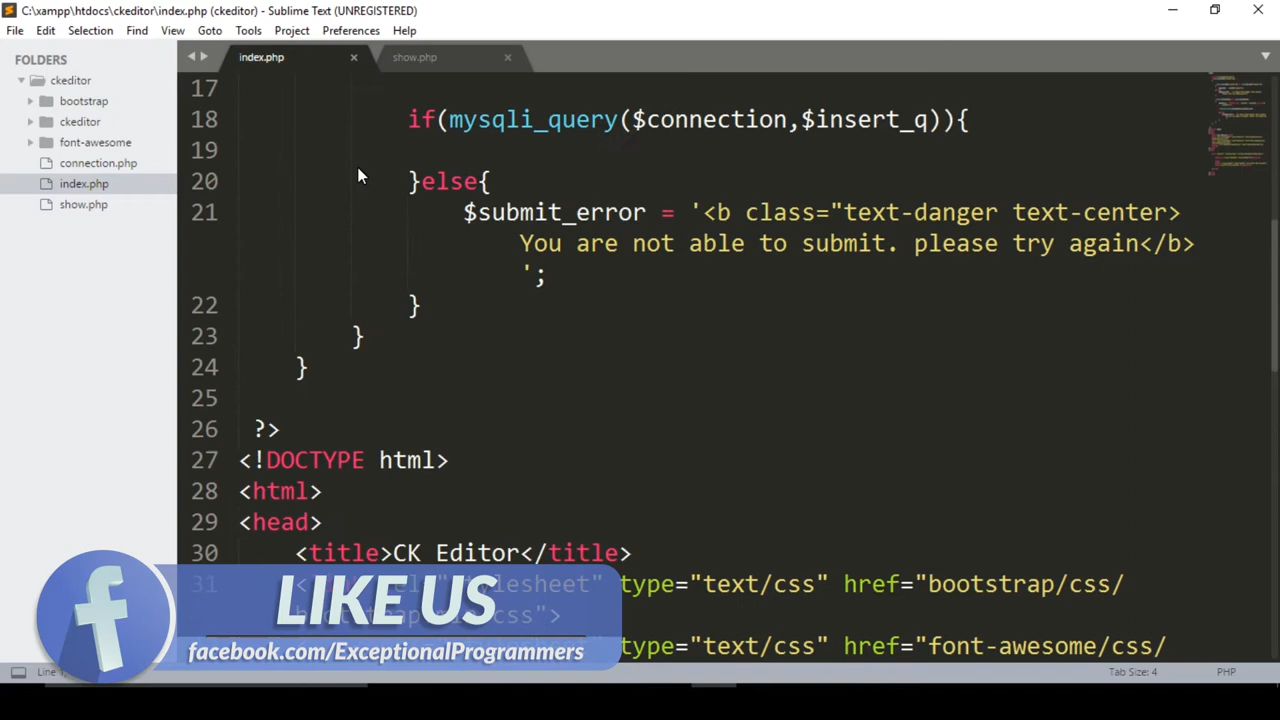 C:\xampp\htdocs\ckeditor\index.php (ckeditor) - Sublime Text (UNREGISTERED)
File Edit Selection Find View Goto Tools Project Preferences Help
FOLDERS
ckeditor
bootstrap
ckeditor
font-awesome
connection.php
index.php
show.php
index.php show.php
17
18 if(mysqli_query($connection,$insert_q)){
19
20 }else{
21 $submit_error = '<b class="text-danger text-center>
You are not able to submit. please try again</b>
';
22 }
23 }
24 }
25
26 ?>
27 <!DOCTYPE html>
28 <html>
29 <head>
30 <title>CK Editor</title>
31 stylesheet" type="text/css" href="bootstrap/css/
css">
type="text/css" href="font-awesome/css/
LIKE US
facebook.com/ExceptionalProgrammers
Line Tab Size: 4 PHP